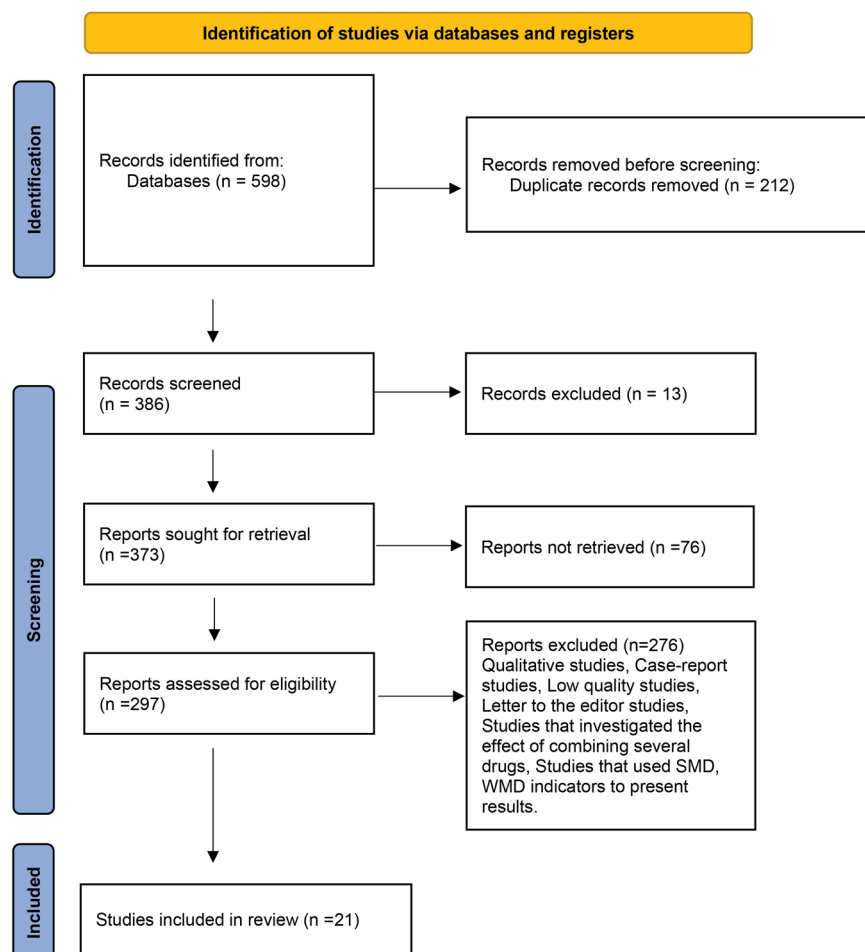 Identification of studies via databases and registers
Identification
Records identified from:
Databases (n = 598)
Records removed before screening:
Duplicate records removed (n = 212)
Screening
Records screened
(n = 386)
Records excluded (n = 13)
Reports sought for retrieval
(n =373)
Reports not retrieved (n =76)
Reports assessed for eligibility
(n =297)
Reports excluded (n=276)
Qualitative studies, Case-report
studies, Low quality studies,
Letter to the editor studies,
Studies that investigated the
effect of combining several
drugs, Studies that used SMD,
WMD indicators to present
results.
Included
Studies included in review (n =21)